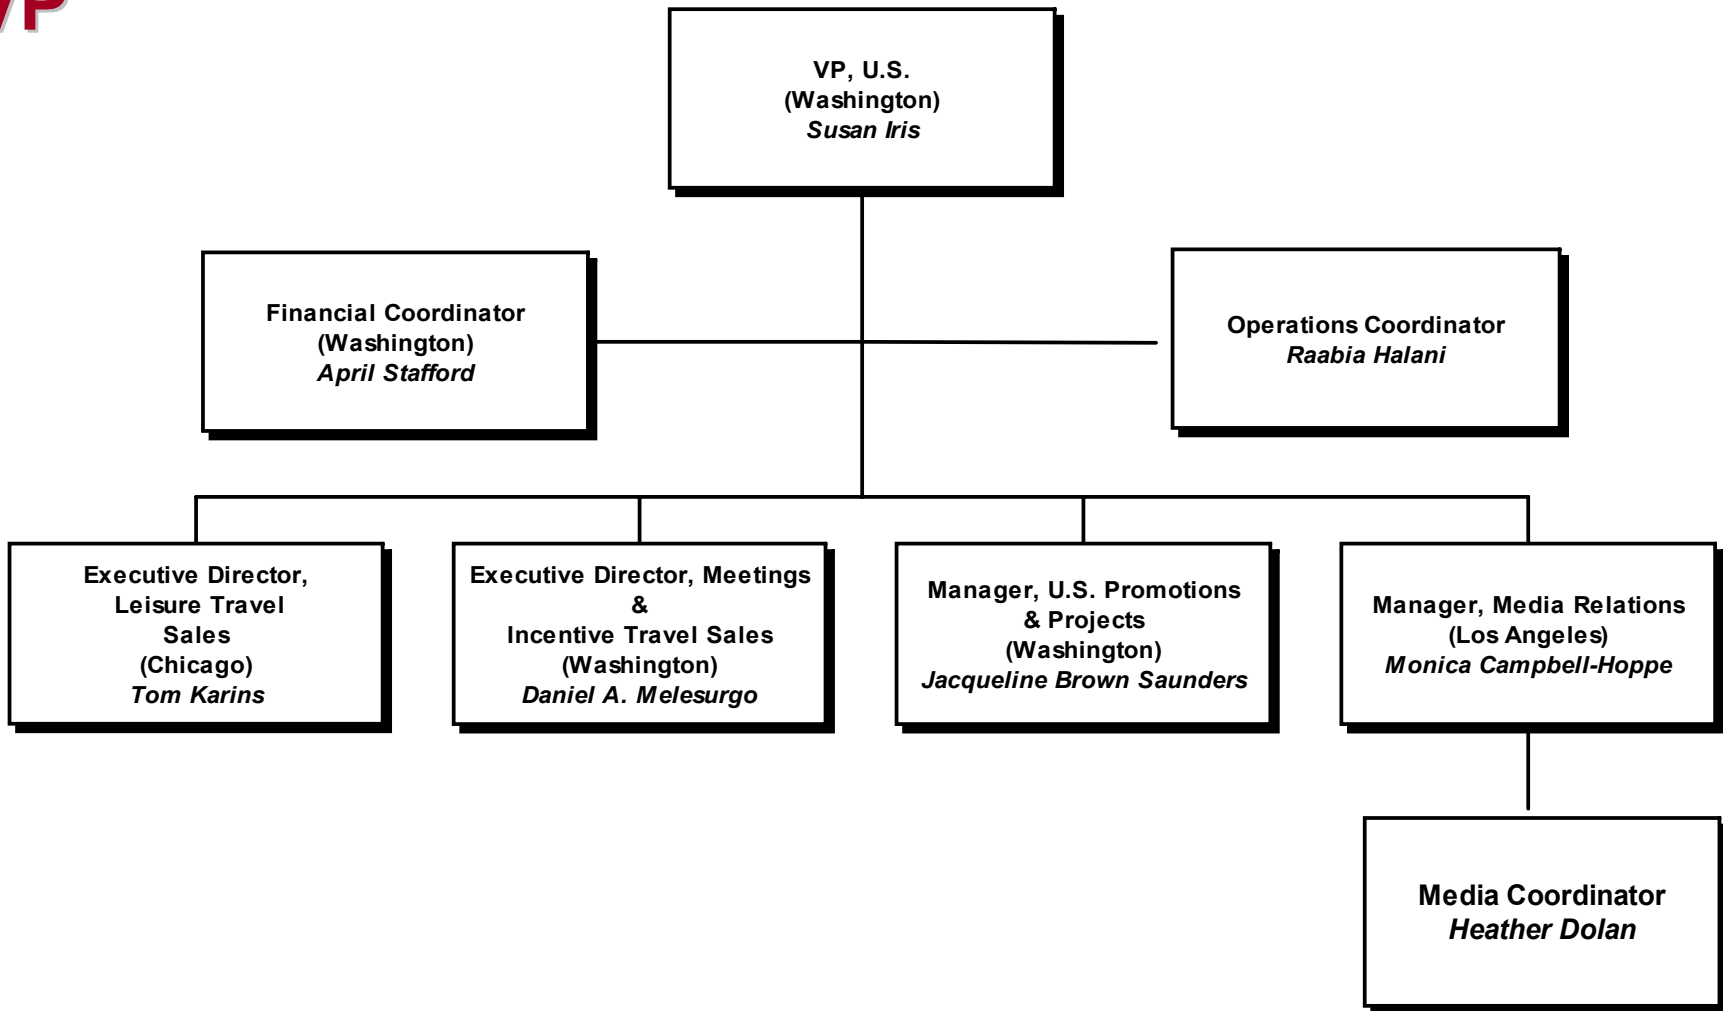 VP, U.S.
(Washington)
Susan Iris
Financial Coordinator
(Washington)
April Stafford
Operations Coordinator
Raabia Halani
Executive Director,
Leisure Travel
Sales
(Chicago)
Tom Karins
Executive Director, Meetings
&
Incentive Travel Sales
(Washington)
Daniel A. Melesurgo
Manager, U.S. Promotions
& Projects
(Washington)
Jacqueline Brown Saunders
Manager, Media Relations
(Los Angeles)
Monica Campbell-Hoppe
Media Coordinator
Heather Dolan